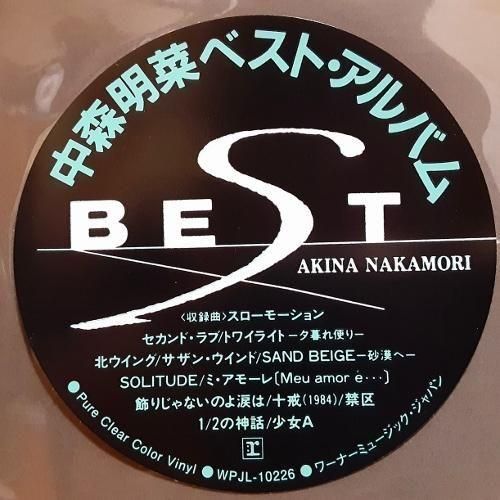 中森明菜ベスト・アルバム
BEST
AKINA NAKAMORI
〈収録曲〉スローモーション
セカンド・ラブ/トワイライト—夕暮れ便り—
北ウイング/サザン・ウインド/SAND BEIGE—砂漠へ—
SOLITUDE/ミ・アモーレ〔Meu amor é・・・〕
飾りじゃないのよ涙は/十戒(1984)/禁区
1/2の神話/少女A
r
●Pure Clear Color Vinyl ●WPJL-10226 ●ワーナーミュージック・ジャパン